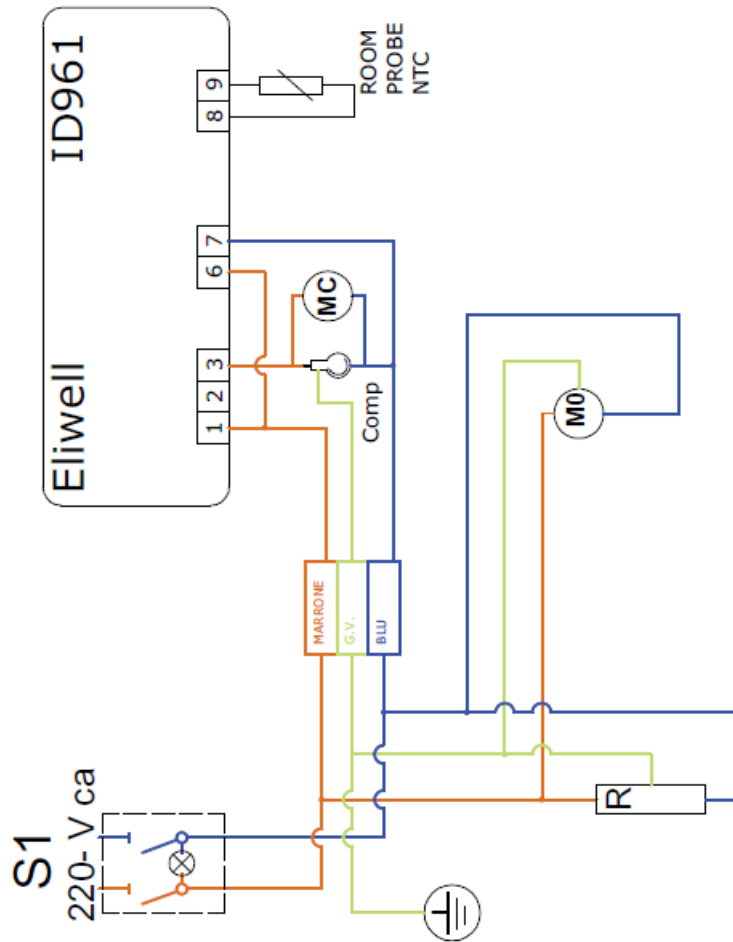 Eliwell ID961
1 2 3 6 7 8 9
ROOM
PROBE
NTC
MC
Comp
M0
MARRONE
G.V.
BLU
S1
220- V ca
R